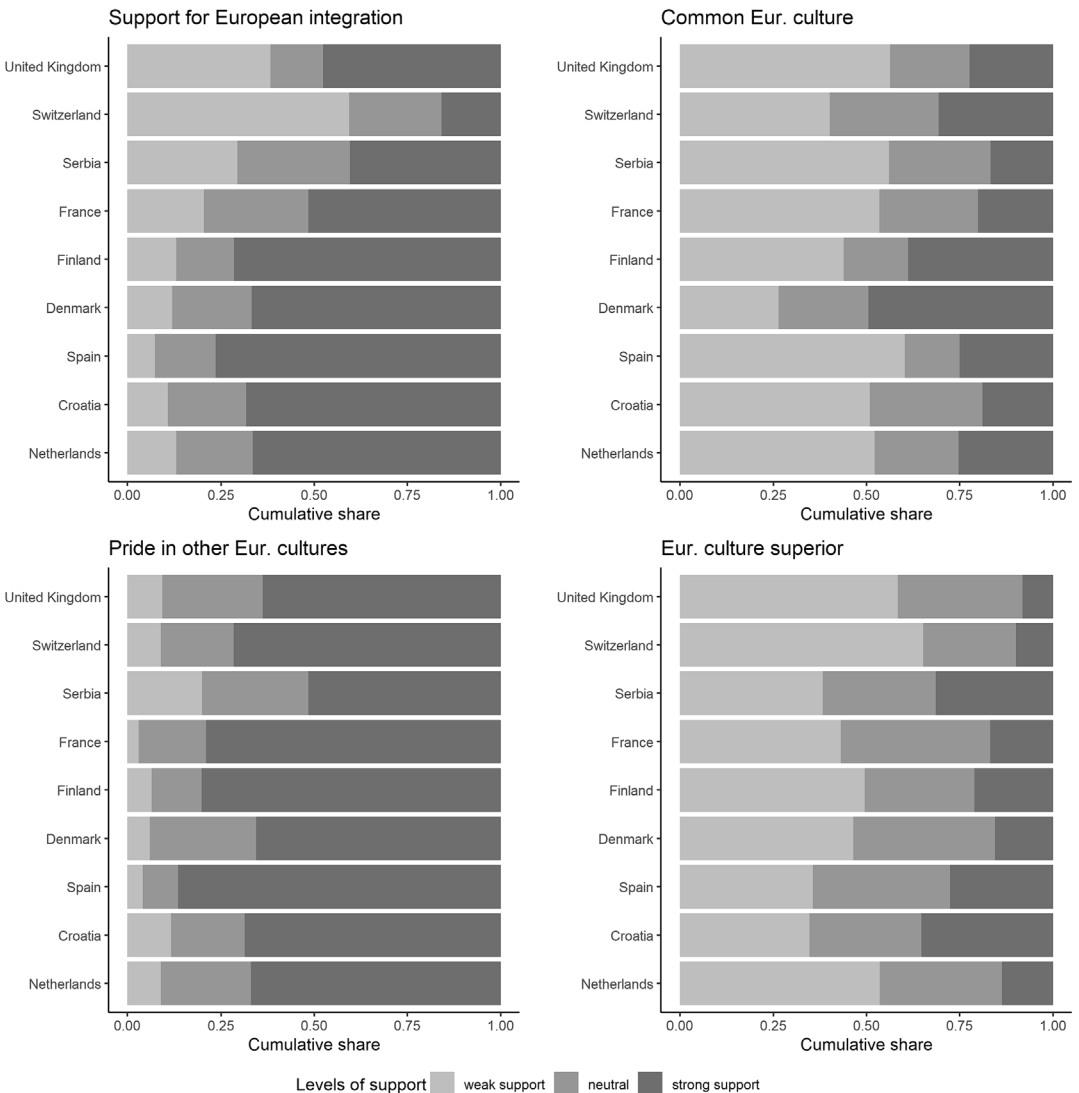 Support for European integration
United Kingdom
Switzerland
Serbia
France
Finland
Denmark
Spain
Croatia
Netherlands
0.00 0.25 0.50 0.75 1.00
Cumulative share
Common Eur. culture
United Kingdom
Switzerland
Serbia
France
Finland
Denmark
Spain
Croatia
Netherlands
0.00 0.25 0.50 0.75 1.00
Cumulative share
Pride in other Eur. cultures
United Kingdom
Switzerland
Serbia
France
Finland
Denmark
Spain
Croatia
Netherlands
0.00 0.25 0.50 0.75 1.00
Cumulative share
Eur. culture superior
United Kingdom
Switzerland
Serbia
France
Finland
Denmark
Spain
Croatia
Netherlands
0.00 0.25 0.50 0.75 1.00
Cumulative share
Levels of support weak support neutral strong support